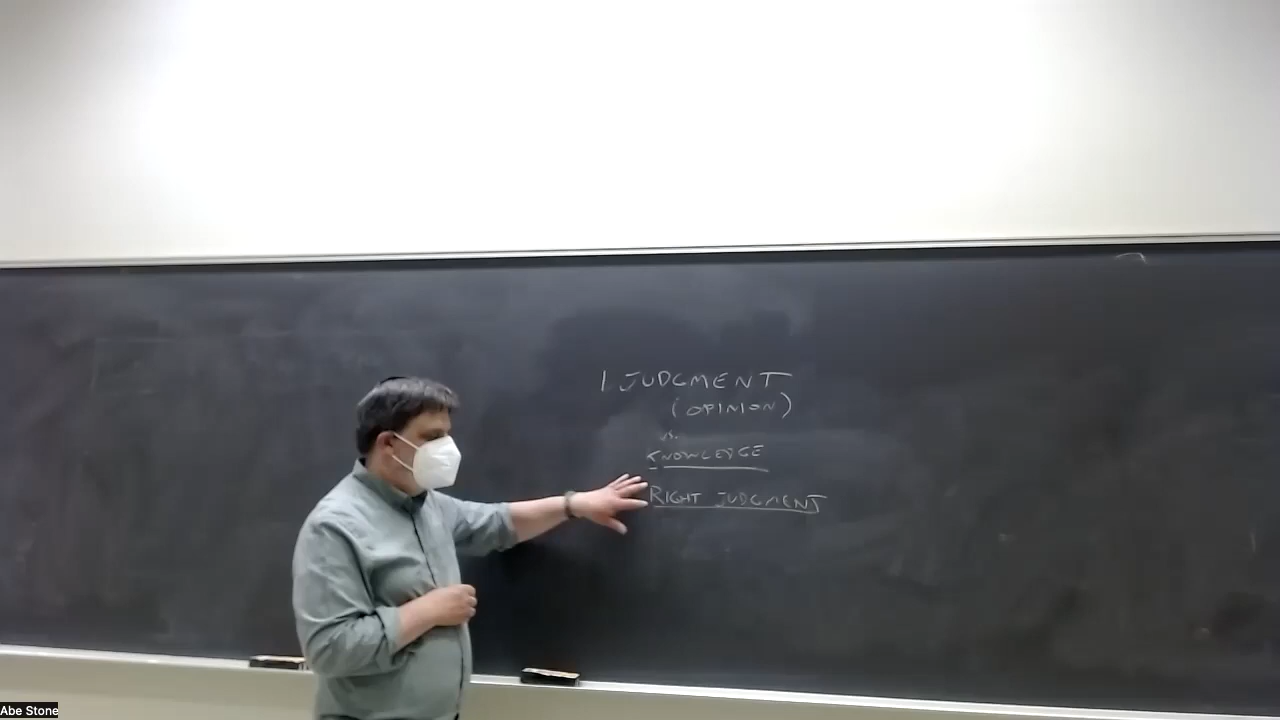 1. JUDGMENT
(OPINION)
vs.
KNOWLEDGE
RIGHT JUDGMENT
Abe Stone